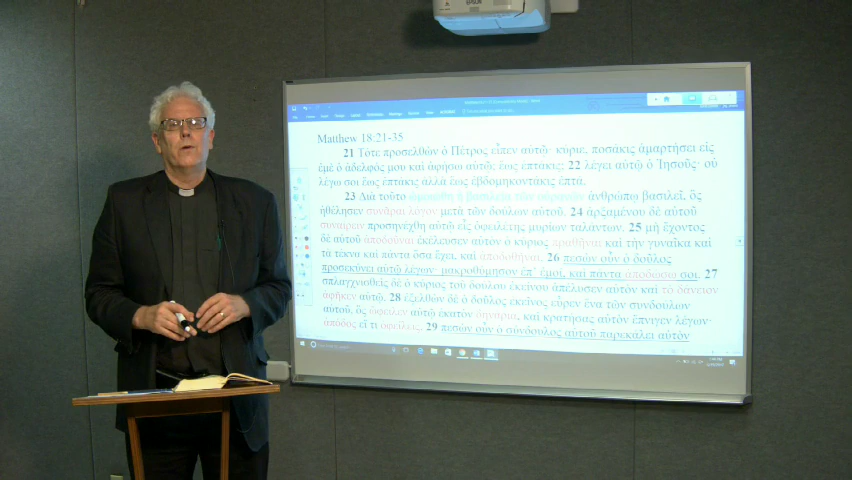 EPSON
Matthew 18:21-35
21 Τότε προσελθὼν ὁ Πέτρος εἶπεν αὐτῷ· κύριε, ποσάκις ἁμαρτήσει εἰς
ἐμὲ ὁ ἀδελφός μου καὶ ἀφήσω αὐτῷ; ἕως ἑπτάκις; 22 λέγει αὐτῷ ὁ Ἰησοῦς· οὐ
λέγω σοι ἕως ἑπτάκις ἀλλὰ ἕως ἑβδομηκοντάκις ἑπτά.
23 Διὰ τοῦτο ὡμοιώθη ἡ βασιλεία τῶν οὐρανῶν ἀνθρώπῳ βασιλεῖ, ὃς
ἠθέλησεν συνᾶραι λόγον μετὰ τῶν δούλων αὐτοῦ. 24 ἀρξαμένου δὲ αὐτοῦ
συναίρειν προσηνέχθη αὐτῷ εἷς ὀφειλέτης μυρίων ταλάντων. 25 μὴ ἔχοντος
δὲ αὐτοῦ ἀποδοῦναι ἐκέλευσεν αὐτὸν ὁ κύριος πραθῆναι καὶ τὴν γυναῖκα καὶ
τὰ τέκνα καὶ πάντα ὅσα ἔχει, καὶ ἀποδοθῆναι. 26 πεσὼν οὖν ὁ δοῦλος
προσεκύνει αὐτῷ λέγων· μακροθύμησον ἐπ᾽ ἐμοί, καὶ πάντα ἀποδώσω σοι. 27
σπλαγχνισθεὶς δὲ ὁ κύριος τοῦ δούλου ἐκείνου ἀπέλυσεν αὐτὸν καὶ τὸ δάνειον
ἀφῆκεν αὐτῷ. 28 ἐξελθὼν δὲ ὁ δοῦλος ἐκεῖνος εὗρεν ἕνα τῶν συνδούλων
αὐτοῦ, ὃς ὤφειλεν αὐτῷ ἑκατὸν δηνάρια, καὶ κρατήσας αὐτὸν ἔπνιγεν λέγων·
ἀπόδος εἴ τι ὀφείλεις. 29 πεσὼν οὖν ὁ σύνδουλος αὐτοῦ παρεκάλει αὐτὸν